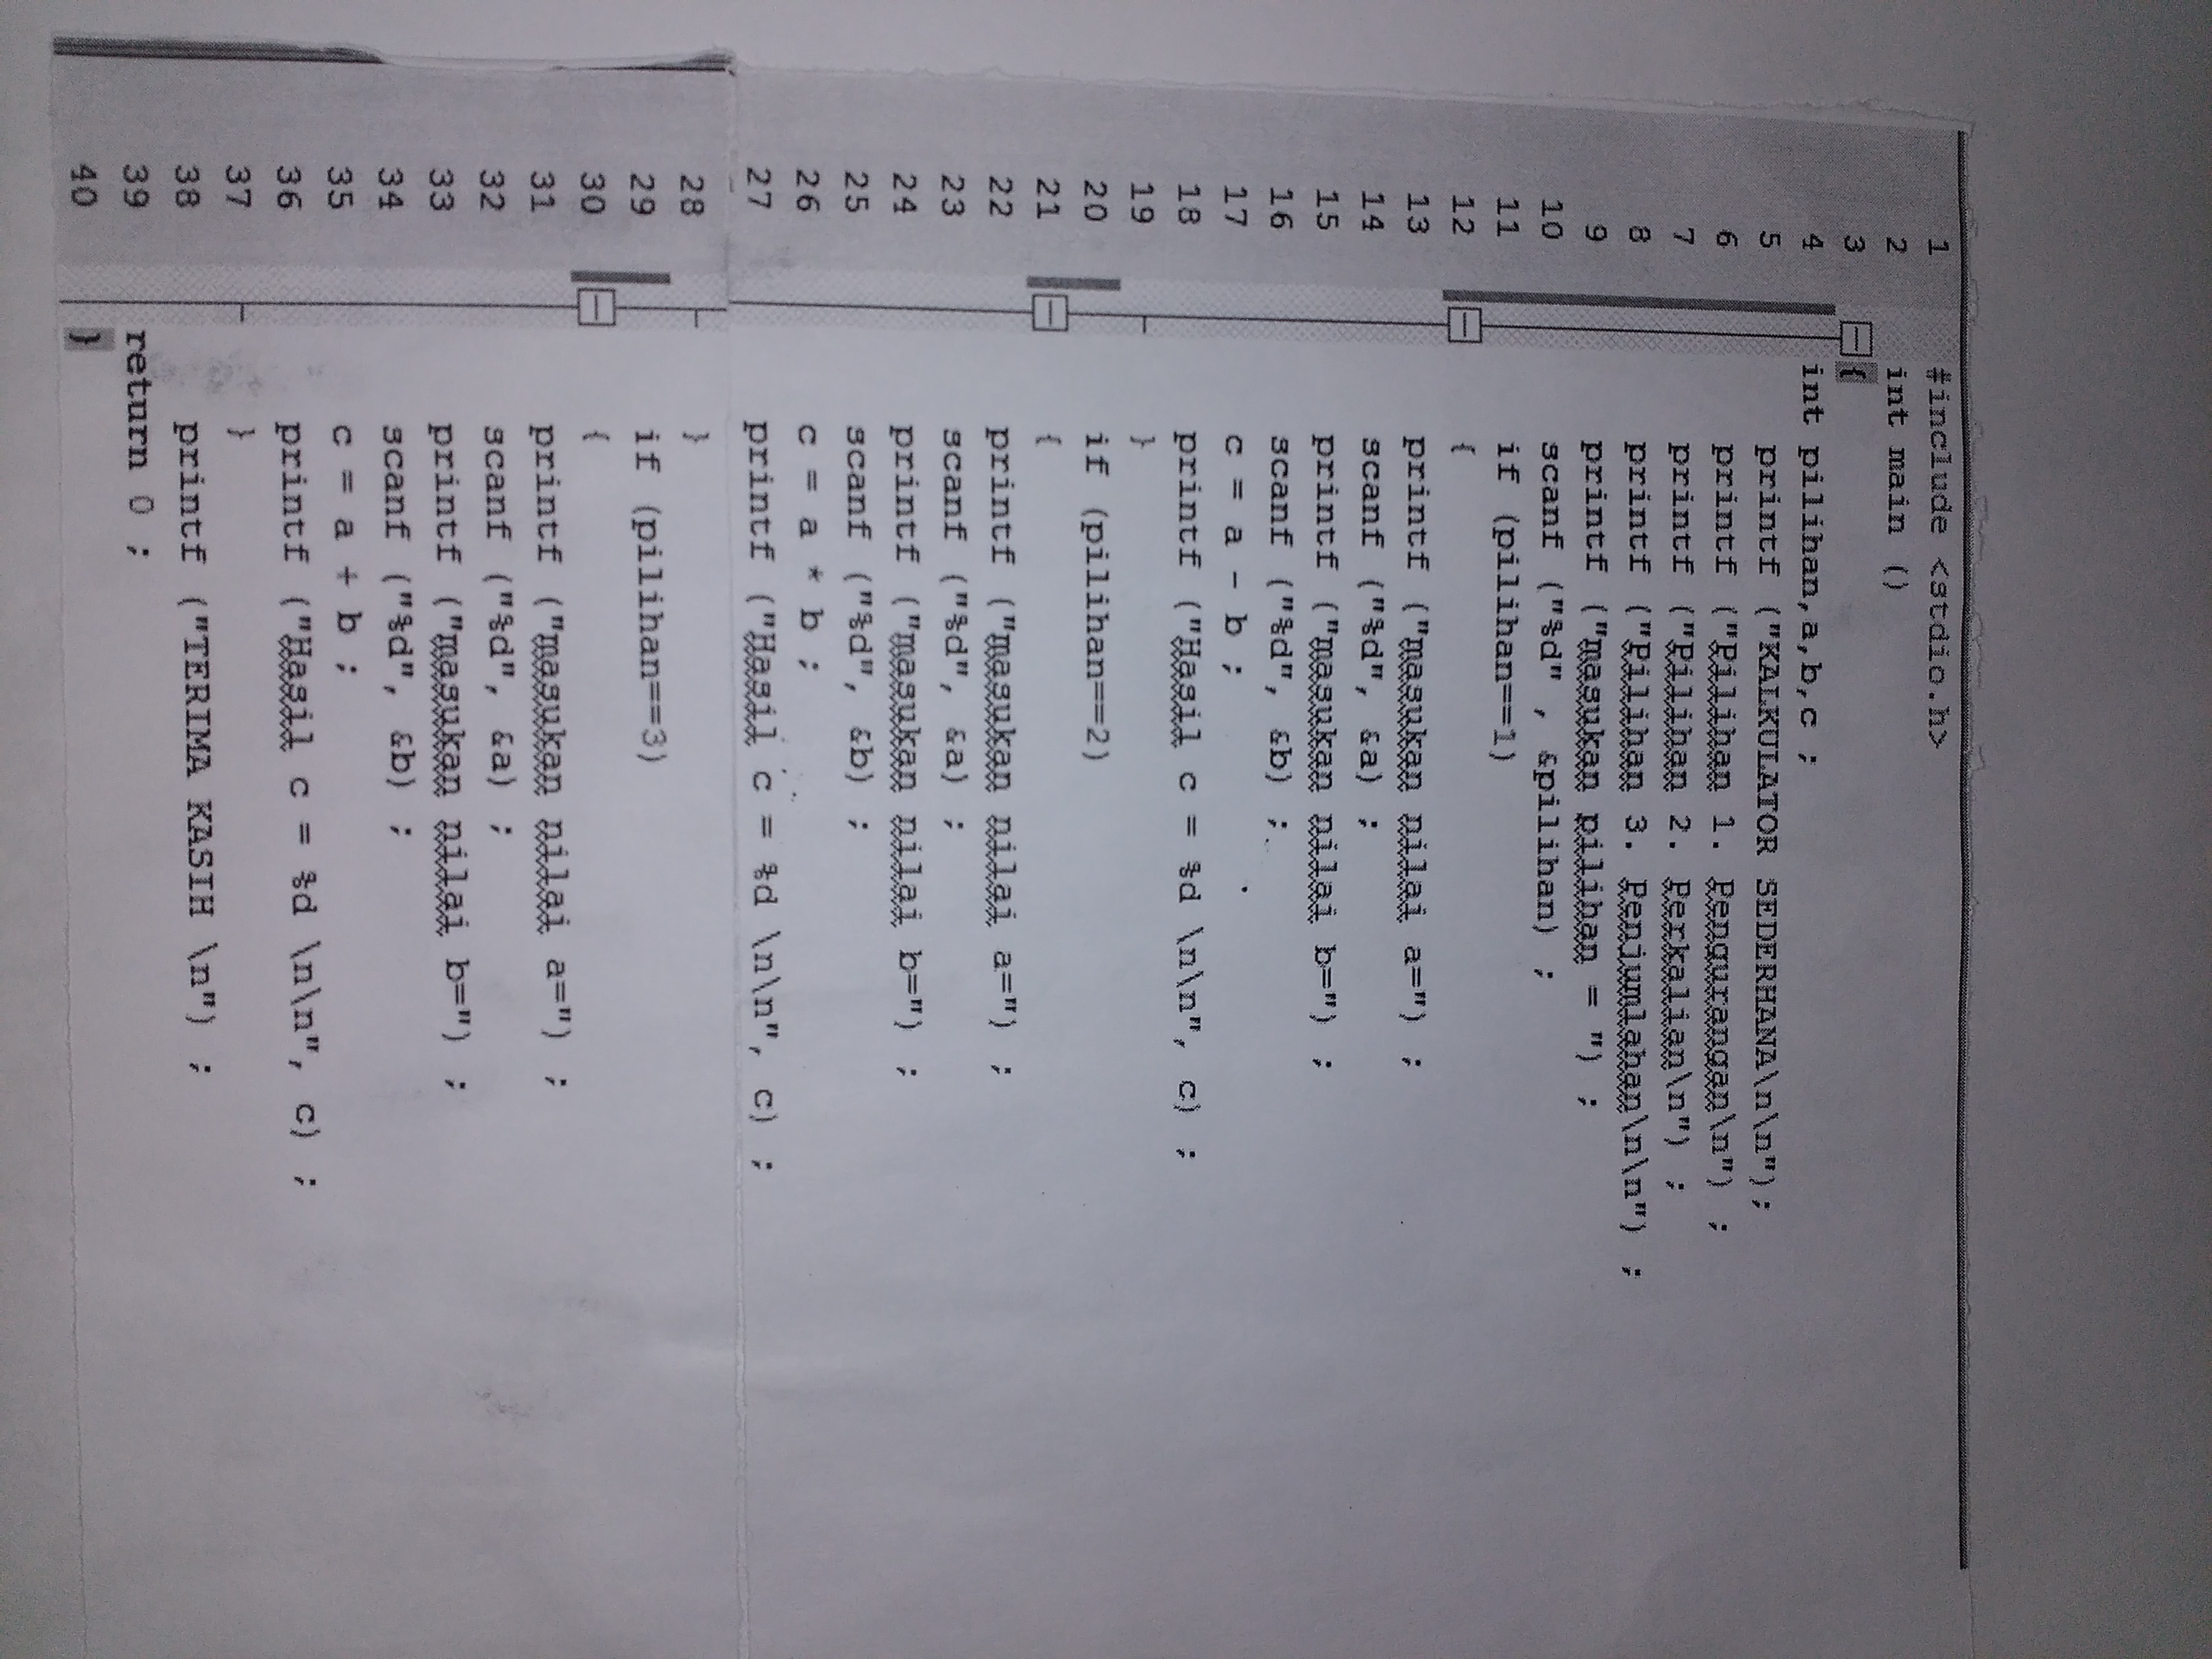 1 #include <stdio.h>
2 int main ()
3 {
4 int pilihan,a,b,c ;
5 printf ("KALKULATOR SEDERHANA\n\n");
6 printf ("Pilihan 1. Pengurangan\n") ;
7 printf ("Pilihan 2. Perkalian\n") ;
8 printf ("Pilihan 3. Penjumlahan\n\n") ;
9 printf ("masukan pilihan = ") ;
10 scanf ("%d" , &pilihan) ;
11 if (pilihan==1)
12 {
13 printf ("masukan nilai a=") ;
14 scanf ("%d", &a) ;
15 printf ("masukan nilai b=") ;
16 scanf ("%d", &b) ;
17 c = a - b ;
18 printf ("Hasil c = %d \n\n", c) ;
19 }
20 if (pilihan==2)
21 {
22 printf ("masukan nilai a=") ;
23 scanf ("%d", &a) ;
24 printf ("masukan nilai b=") ;
25 scanf ("%d", &b) ;
26 c = a * b ;
27 printf ("Hasil c = %d \n\n", c) ;
28 }
29 if (pilihan==3)
30 {
31 printf ("masukan nilai a=") ;
32 scanf ("%d", &a) ;
33 printf ("masukan nilai b=") ;
34 scanf ("%d", &b) ;
35 c = a + b ;
36 printf ("Hasil c = %d \n\n", c) ;
37 }
38 printf ("TERIMA KASIH \n") ;
39 return 0 ;
40 }